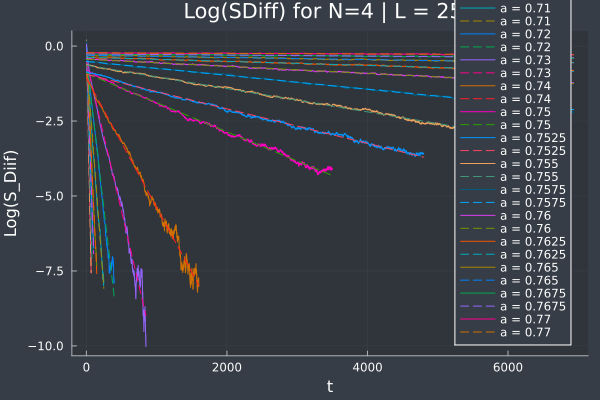 Log(SDiff) for N=4 | L = 25
Log(S_Diif)
0.0
−2.5
−5.0
−7.5
−10.0
0
2000
4000
6000
t
a = 0.71
a = 0.71
a = 0.72
a = 0.72
a = 0.73
a = 0.73
a = 0.74
a = 0.74
a = 0.75
a = 0.75
a = 0.7525
a = 0.7525
a = 0.755
a = 0.755
a = 0.7575
a = 0.7575
a = 0.76
a = 0.76
a = 0.7625
a = 0.7625
a = 0.765
a = 0.765
a = 0.7675
a = 0.7675
a = 0.77
a = 0.77